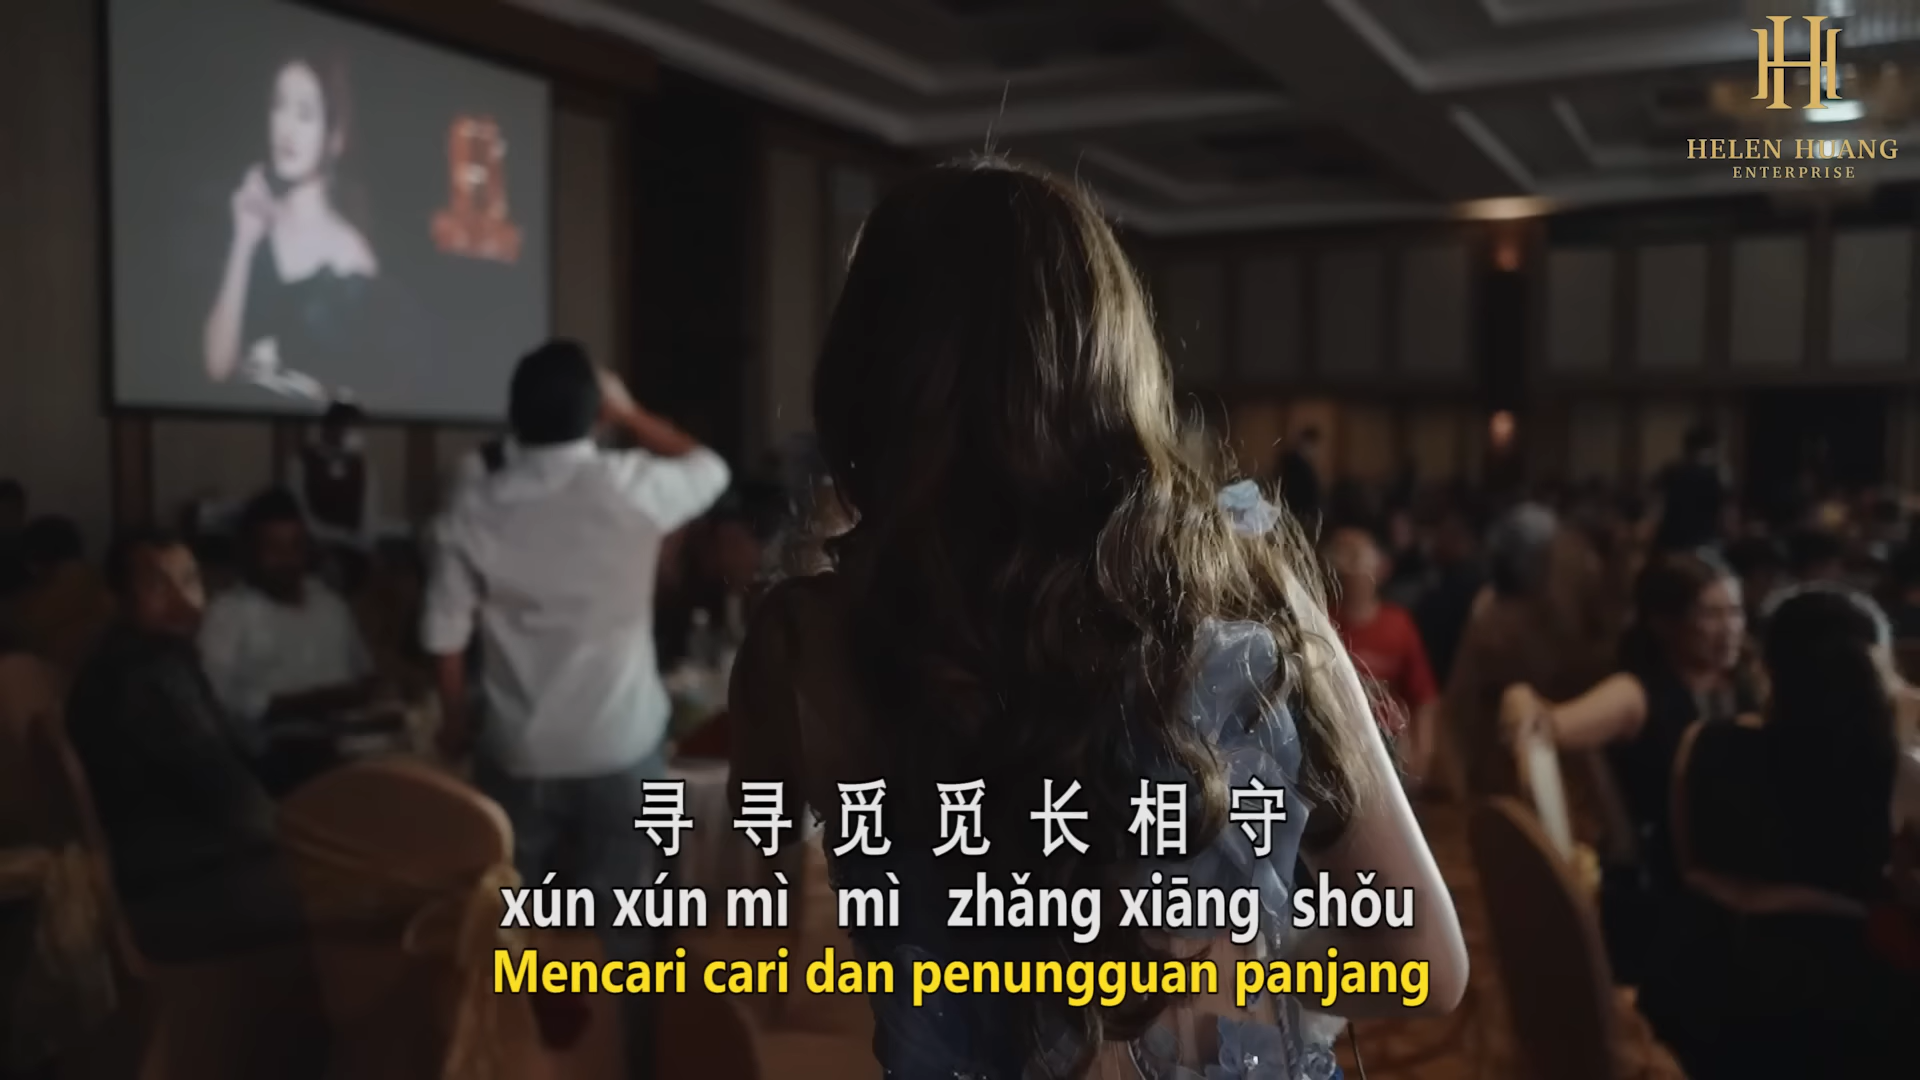 HELEN HUANG
ENTERPRISE
寻寻觅觅长相守
xún xún mì mì zhǎng xiāng shǒu
Mencari cari dan penungguan panjang